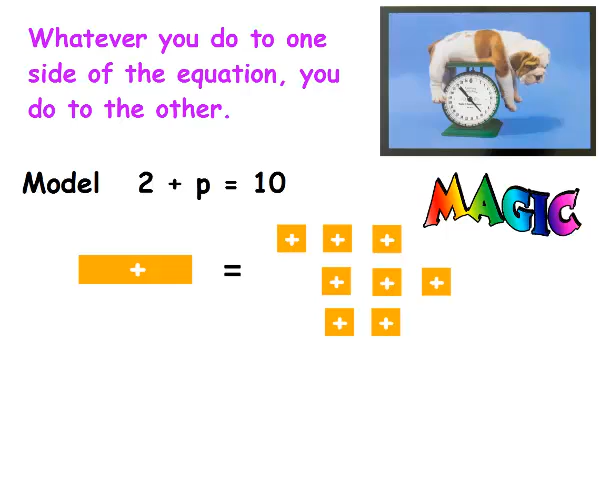 Whatever you do to one
side of the equation, you
do to the other.
Model 2 + p = 10
MAGIC
+ + +
+ =
+ + +
+ +